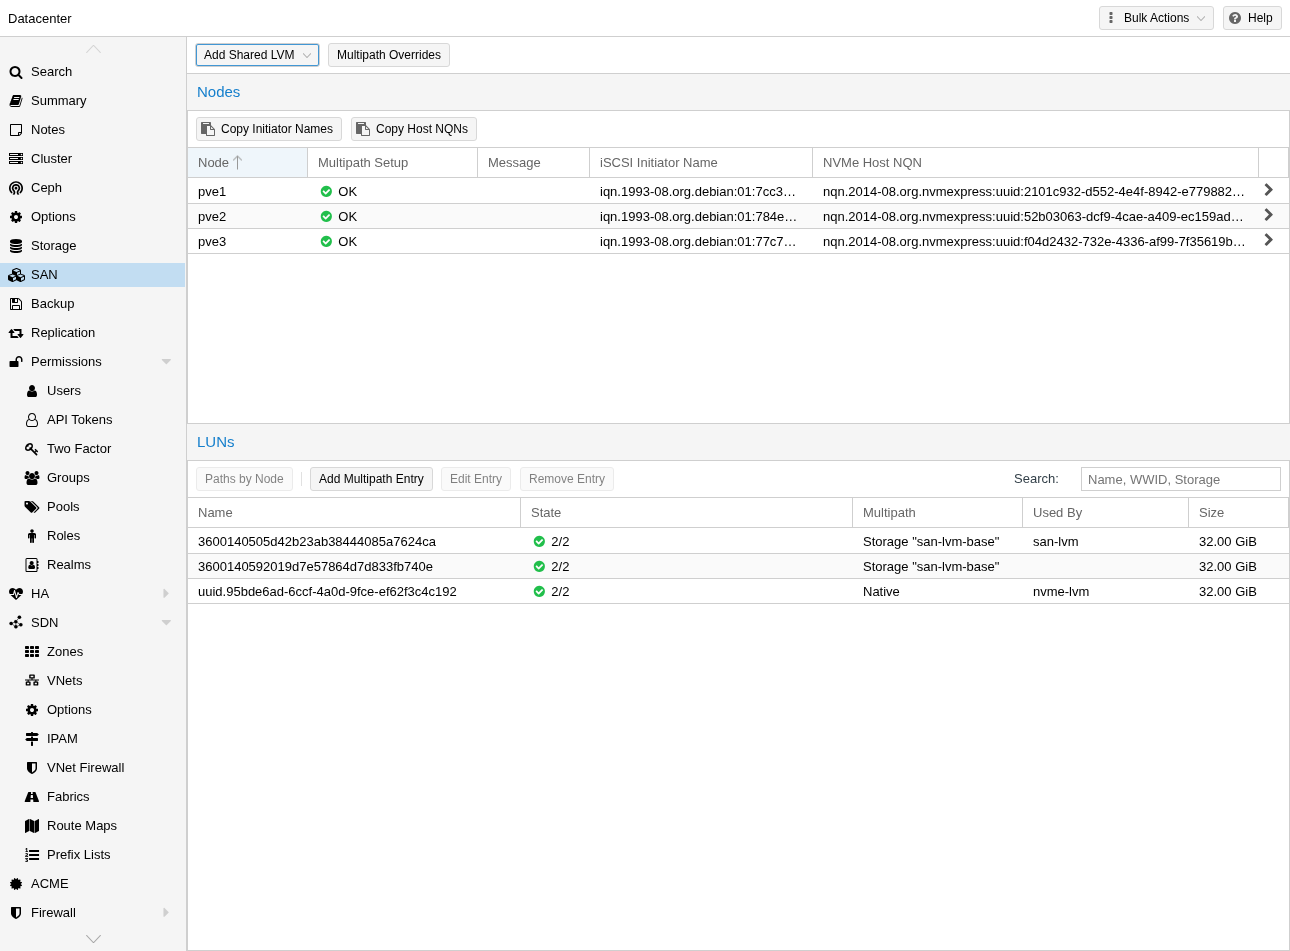 Datacenter
Bulk Actions
Help
Search
Summary
Notes
Cluster
Ceph
Options
Storage
SAN
Backup
Replication
Permissions
Users
API Tokens
Two Factor
Groups
Pools
Roles
Realms
HA
SDN
Zones
VNets
Options
IPAM
VNet Firewall
Fabrics
Route Maps
Prefix Lists
ACME
Firewall
Add Shared LVM
Multipath Overrides
Nodes
Copy Initiator Names
Copy Host NQNs
Node Multipath Setup Message iSCSI Initiator Name NVMe Host NQN
pve1 OK iqn.1993-08.org.debian:01:7cc3… nqn.2014-08.org.nvmexpress:uuid:2101c932-d552-4e4f-8942-e779882…
pve2 OK iqn.1993-08.org.debian:01:784e… nqn.2014-08.org.nvmexpress:uuid:52b03063-dcf9-4cae-a409-ec159ad…
pve3 OK iqn.1993-08.org.debian:01:77c7… nqn.2014-08.org.nvmexpress:uuid:f04d2432-732e-4336-af99-7f35619b…
LUNs
Paths by Node
Add Multipath Entry
Edit Entry
Remove Entry
Search: Name, WWID, Storage
Name State Multipath Used By Size
3600140505d42b23ab38444085a7624ca 2/2 Storage "san-lvm-base" san-lvm 32.00 GiB
3600140592019d7e57864d7d833fb740e 2/2 Storage "san-lvm-base" 32.00 GiB
uuid.95bde6ad-6ccf-4a0d-9fce-ef62f3c4c192 2/2 Native nvme-lvm 32.00 GiB